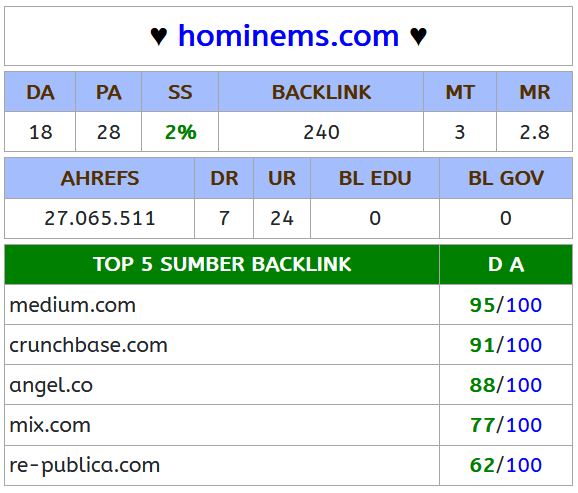 ♥ hominems.com ♥
DA PA SS BACKLINK MT MR
18 28 2% 240 3 2.8
AHREFS DR UR BL EDU BL GOV
27.065.511 7 24 0 0
TOP 5 SUMBER BACKLINK D A
medium.com 95/100
crunchbase.com 91/100
angel.co 88/100
mix.com 77/100
re-publica.com 62/100